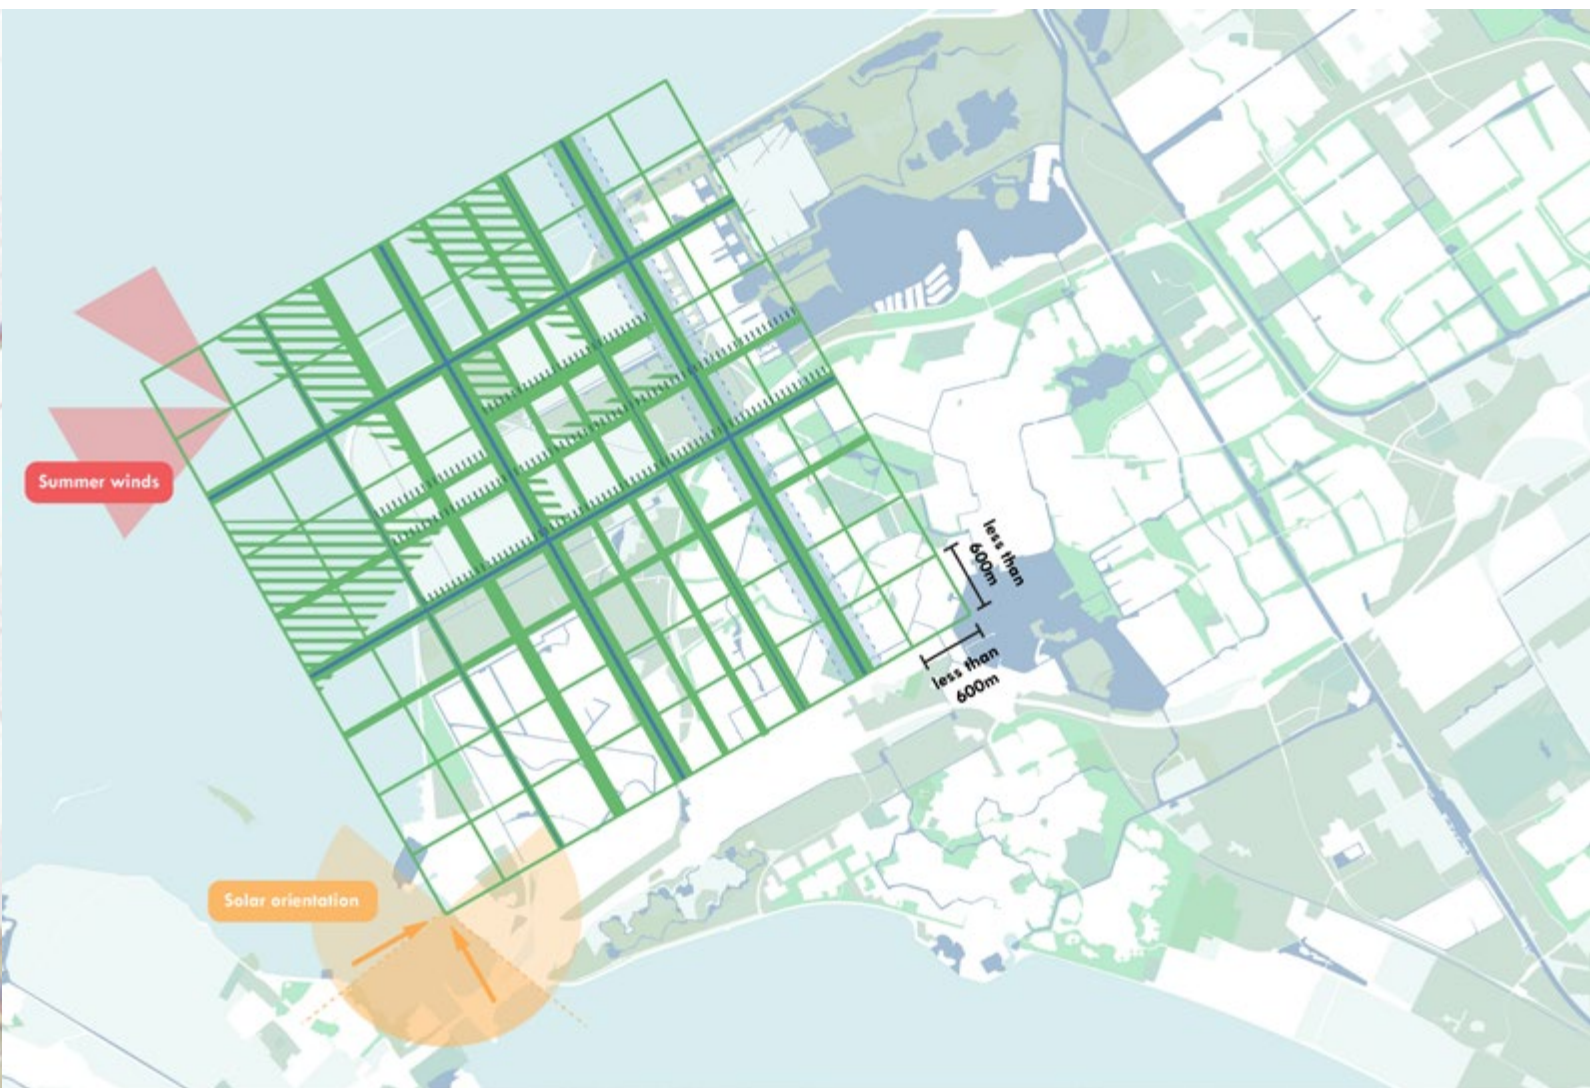 Summer winds
less than
600m
less than
600m
Solar orientation